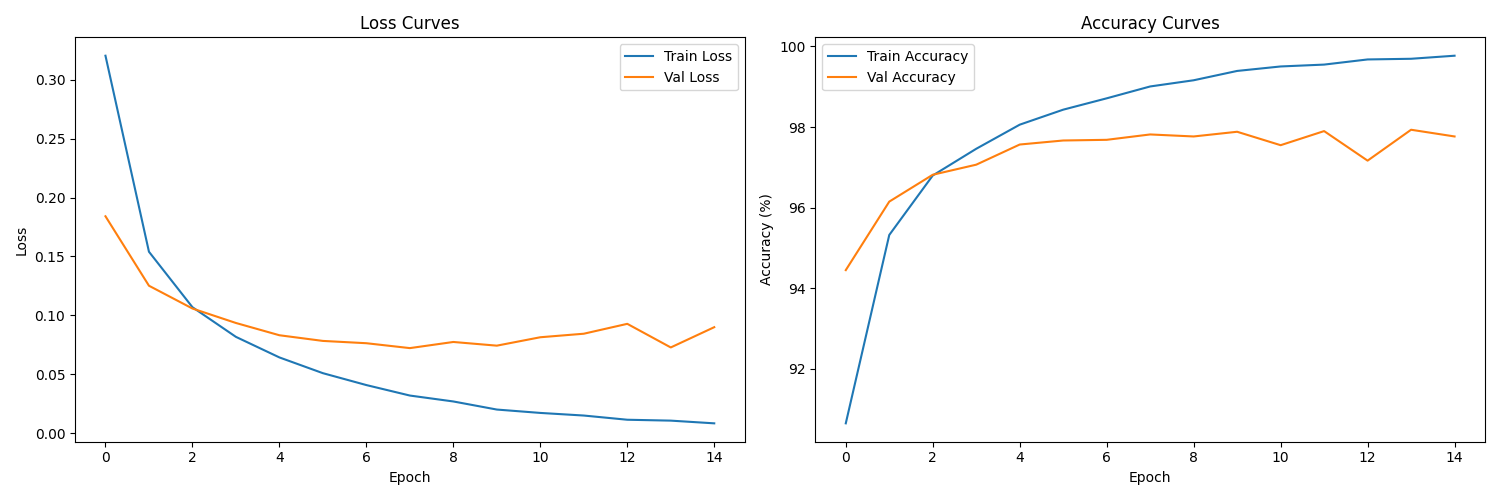 Loss Curves
Train Loss
Val Loss
0.30
0.25
0.20
0.15
0.10
0.05
0.00
Loss
0 2 4 6 8 10 12 14
Epoch
Accuracy Curves
Train Accuracy
Val Accuracy
100
98
96
94
92
Accuracy (%)
0 2 4 6 8 10 12 14
Epoch